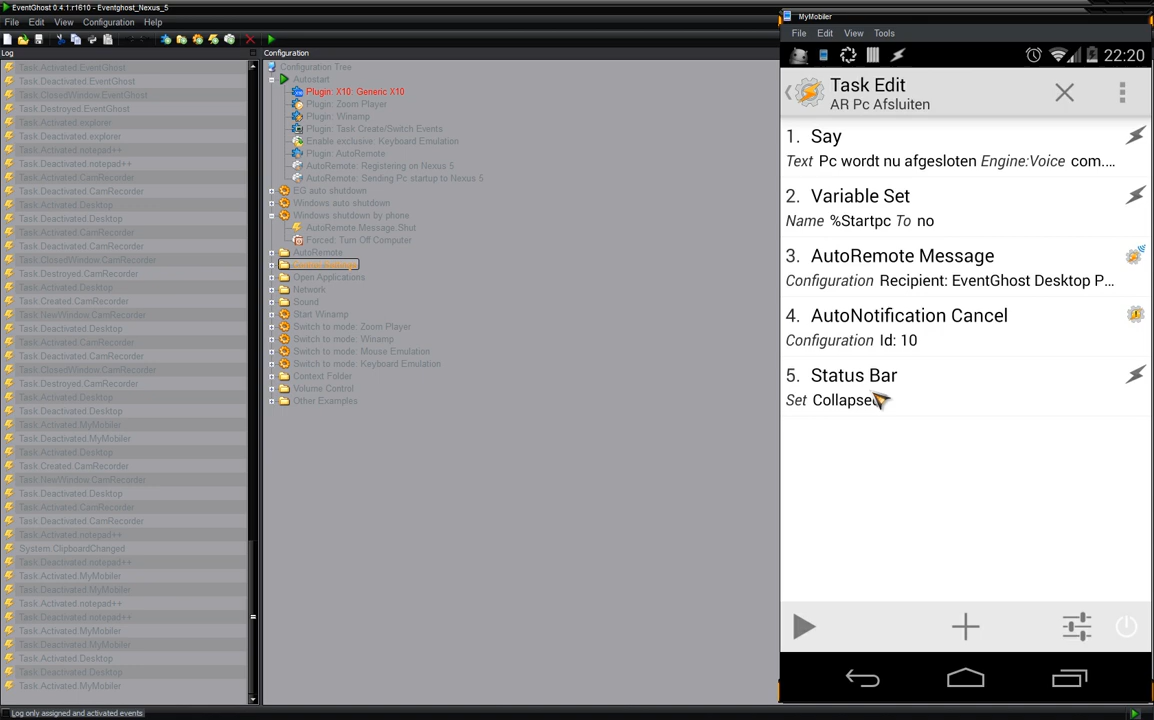 EventGhost 0.4.1.r1610 - Eventghost_Nexus_5
File Edit View Configuration Help
Log
Task.Activated.EventGhost
Task.Deactivated.EventGhost
Task.ClosedWindow.EventGhost
Task.Destroyed.EventGhost
Task.Activated.explorer
Task.Deactivated.explorer
Task.Activated.notepad++
Task.Deactivated.notepad++
Task.Activated.CamRecorder
Task.Deactivated.CamRecorder
Task.Activated.Desktop
Task.Deactivated.Desktop
Task.Activated.CamRecorder
Task.Deactivated.CamRecorder
Task.ClosedWindow.CamRecorder
Task.Destroyed.CamRecorder
Task.Activated.Desktop
Task.Created.CamRecorder
Task.NewWindow.CamRecorder
Task.Deactivated.Desktop
Task.Activated.CamRecorder
Task.Deactivated.CamRecorder
Task.ClosedWindow.CamRecorder
Task.Destroyed.CamRecorder
Task.Activated.Desktop
Task.Deactivated.Desktop
Task.Activated.MyMobiler
Task.Deactivated.MyMobiler
Task.Activated.Desktop
Task.Created.CamRecorder
Task.NewWindow.CamRecorder
Task.Deactivated.Desktop
Task.Activated.CamRecorder
Task.Deactivated.CamRecorder
Task.Activated.notepad++
System.ClipboardChanged
Task.Deactivated.notepad++
Task.Activated.MyMobiler
Task.Deactivated.MyMobiler
Task.Activated.notepad++
Task.Deactivated.notepad++
Task.Activated.MyMobiler
Task.Deactivated.MyMobiler
Task.Activated.Desktop
Task.Deactivated.Desktop
Task.Activated.MyMobiler
Log only assigned and activated events
Configuration
Configuration Tree
Autostart
Plugin: X10: Generic X10
Plugin: Zoom Player
Plugin: Winamp
Plugin: Task Create/Switch Events
Enable exclusive: Keyboard Emulation
Plugin: AutoRemote
AutoRemote: Registering on Nexus 5
AutoRemote: Sending Pc startup to Nexus 5
EG auto shutdown
Windows auto shutdown
Windows shutdown by phone
AutoRemote.Message.Shut
Forced: Turn Off Computer
AutoRemote
Open Applications
Network
Sound
Start Winamp
Switch to mode: Zoom Player
Switch to mode: Winamp
Switch to mode: Mouse Emulation
Switch to mode: Keyboard Emulation
Context Folder
Volume Control
Other Examples
MyMobiler
File Edit View Tools
22:20
Task Edit
AR Pc Afsluiten
1. Say
Text Pc wordt nu afgesloten Engine:Voice com....
2. Variable Set
Name %Startpc To no
3. AutoRemote Message
Configuration Recipient: EventGhost Desktop P...
4. AutoNotification Cancel
Configuration Id: 10
5. Status Bar
Set Collapsed